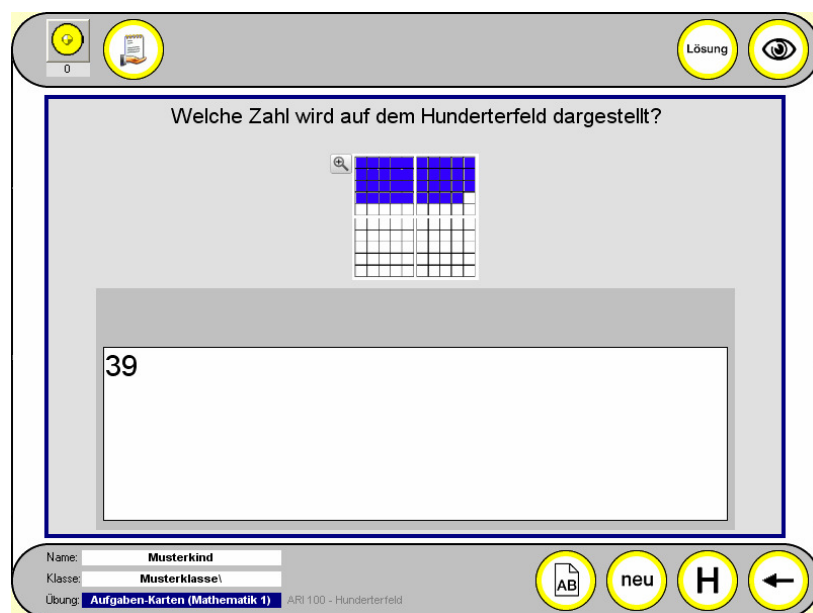 0
Lösung
Welche Zahl wird auf dem Hunderterfeld dargestellt?
39
Name: Musterkind
Klasse: Musterklasse\
Übung: Aufgaben-Karten (Mathematik 1) ARI 100 - Hunderterfeld
AB
neu
H